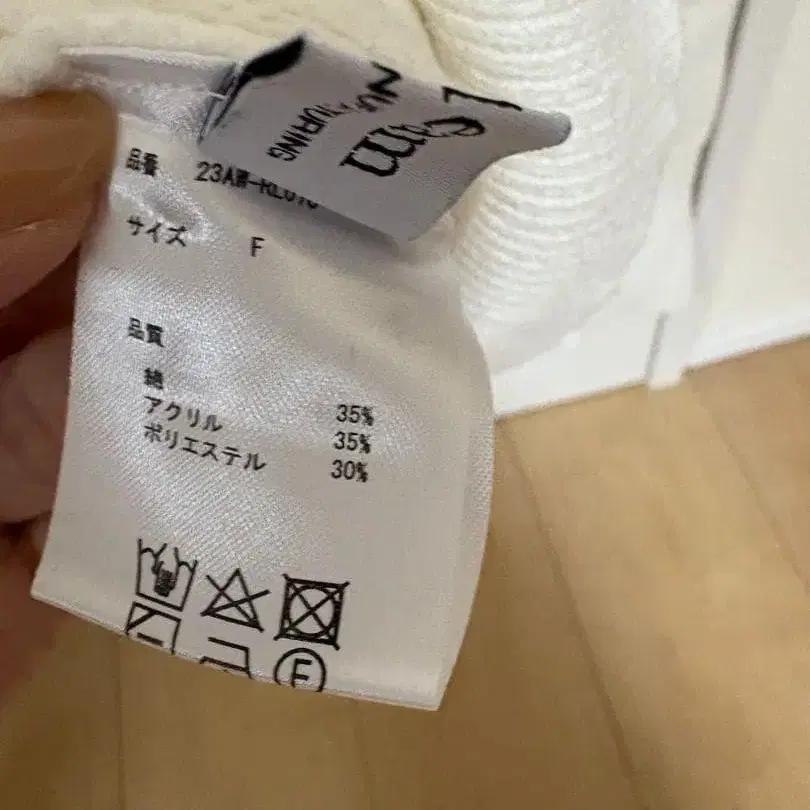 品番 23AW-
サイズ F
品質
綿 35%
アクリル 35%
ポリエステル 30%
F